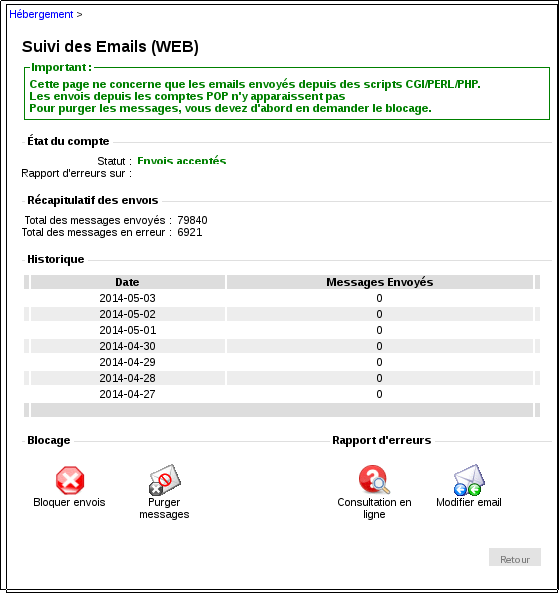 Hébergement >
Suivi des Emails (WEB)
Important :
Cette page ne concerne que les emails envoyés depuis des scripts CGI/PERL/PHP.
Les envois depuis les comptes POP n'y apparaissent pas
Pour purger les messages, vous devez d'abord en demander le blocage.
État du compte
Statut : Envois acceptés
Rapport d'erreurs sur :
Récapitulatif des envois
Total des messages envoyés : 79840
Total des messages en erreur : 6921
Historique
Date Messages Envoyés
2014-05-03 0
2014-05-02 0
2014-05-01 0
2014-04-30 0
2014-04-29 0
2014-04-28 0
2014-04-27 0
Blocage Rapport d'erreurs
Bloquer envois Purger Consultation en Modifier email
messages ligne
Retour